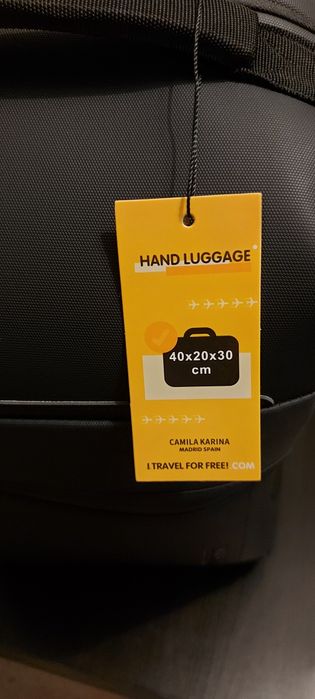 HAND LUGGAGE
40x20x30
cm
CAMILA KARINA
MADRID SPAIN
I TRAVEL FOR FREE! .COM